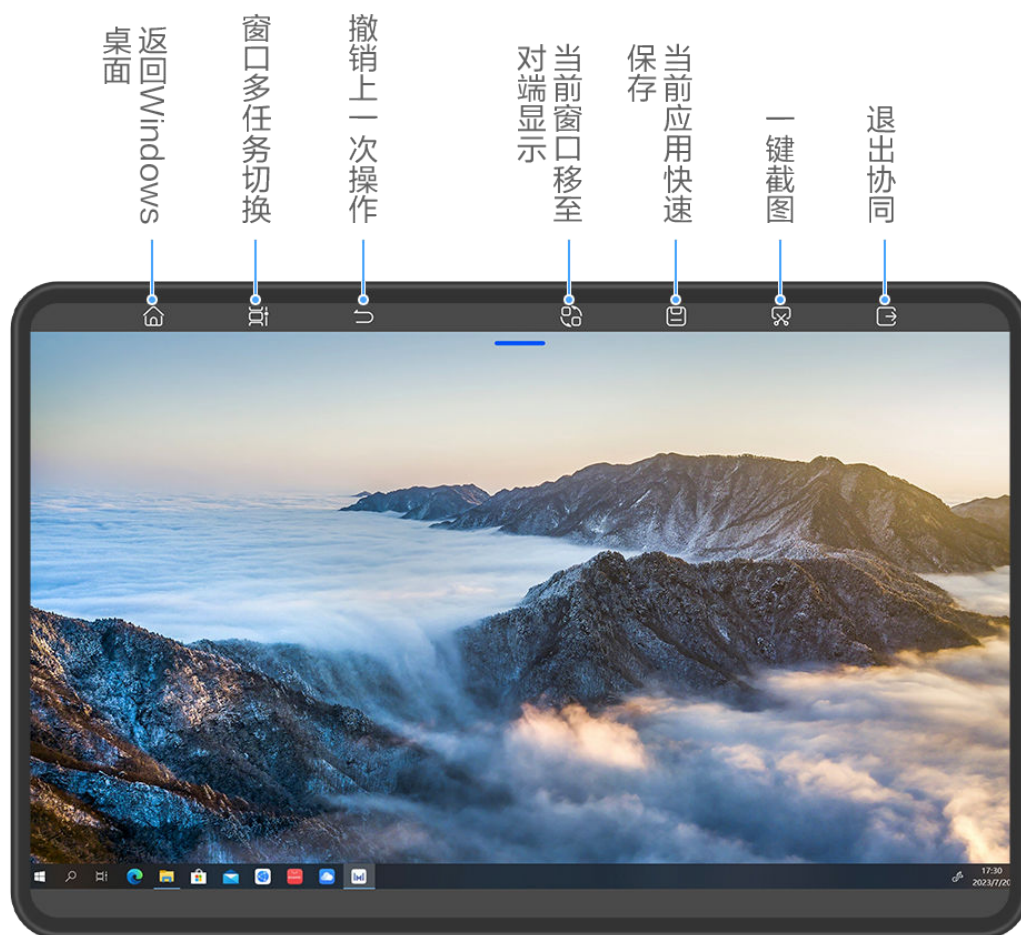 返回Windows
桌面
窗口多任务切换
撤销上一次操作
当前窗口移至
对端显示
当前应用快速
保存
一键截图
退出协同
17:30
2023/7/20